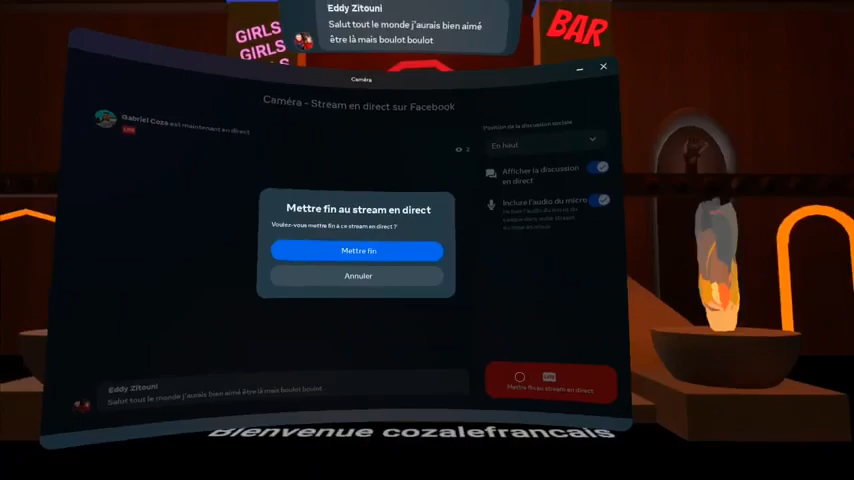 Eddy Zitouni
Salut tout le monde j'aurais bien aimé
être là mais boulot boulot
GIRLS
GIRLS
BAR
Caméra
Caméra - Stream en direct sur Facebook
Gabriel Coza est maintenant en direct
LIVE
2
Position de la discussion sociale
En haut
Afficher la discussion
en direct
Inclure l'audio du micro
Mettre fin au stream en direct
Voulez-vous mettre fin à ce stream en direct ?
Mettre fin
Annuler
Eddy Zitouni
Salut tout le monde j'aurais bien aimé être là mais boulot boulot
LIVE
Mettre fin au stream en direct
Bienvenue cozalefrancais